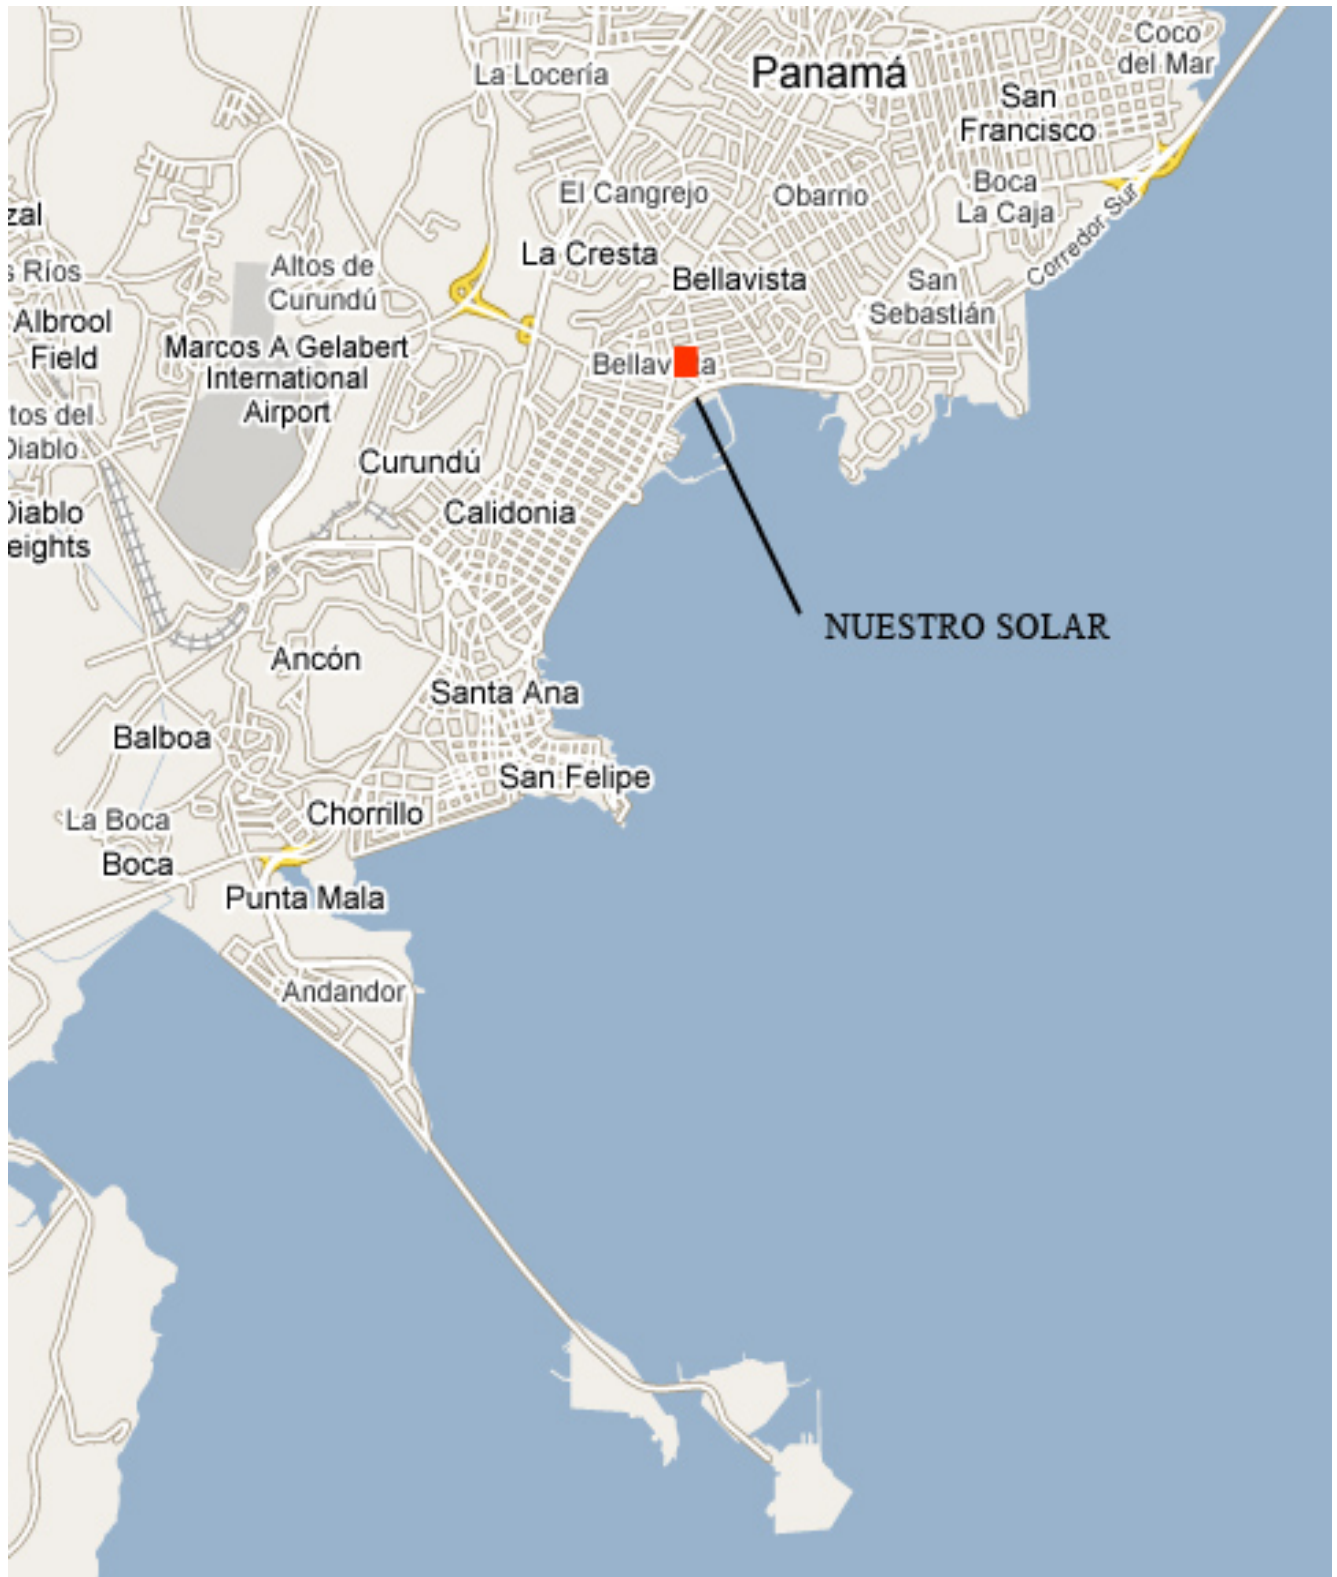 Coco
del Mar
La Locería
Panamá
San
Francisco
El Cangrejo
Obarrio
Boca
La Caja
zal
Corredor Sur
La Cresta
s Ríos
Altos de
Curundú
Bellavista
San
Sebastián
Albrool
Field
Marcos A Gelabert
International
Airport
Bellav a
tos del
Diablo
Curundú
Calidonia
Diablo
eights
NUESTRO SOLAR
Ancón
Santa Ana
Balboa
San Felipe
La Boca
Chorrillo
Boca
Punta Mala
Andandor